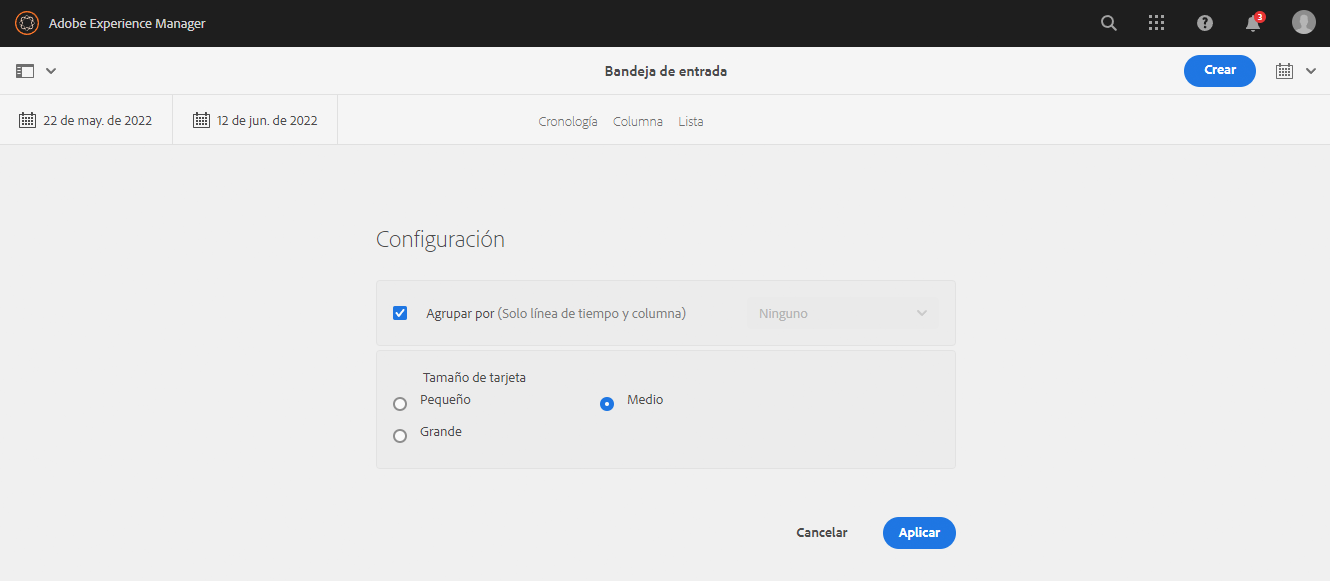 Adobe Experience Manager
3
Bandeja de entrada
Crear
22 de may. de 2022
12 de jun. de 2022
Cronología Columna Lista
Configuración
Agrupar por (Solo línea de tiempo y columna)
Ninguno
Tamaño de tarjeta
Pequeño
Medio
Grande
Cancelar
Aplicar